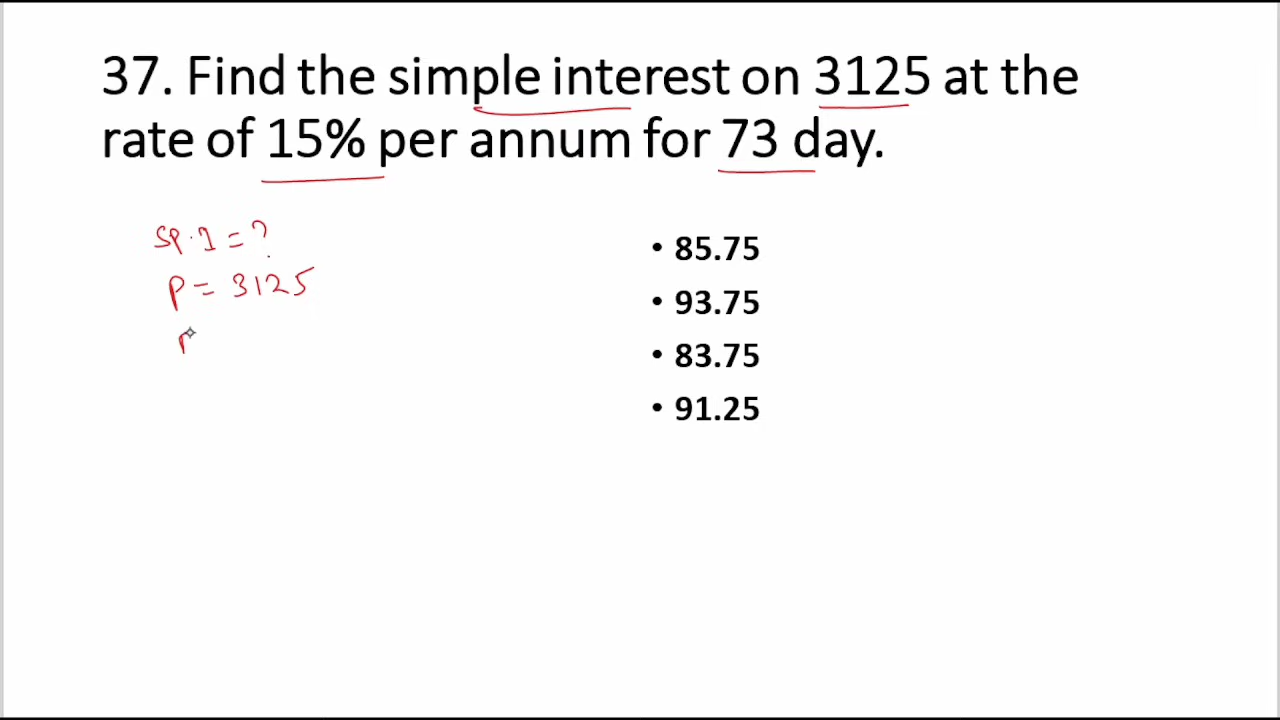 37. Find the simple interest on 3125 at the
rate of 15% per annum for 73 day.
SP.I = ?
P = 3125
r
• 85.75
• 93.75
• 83.75
• 91.25